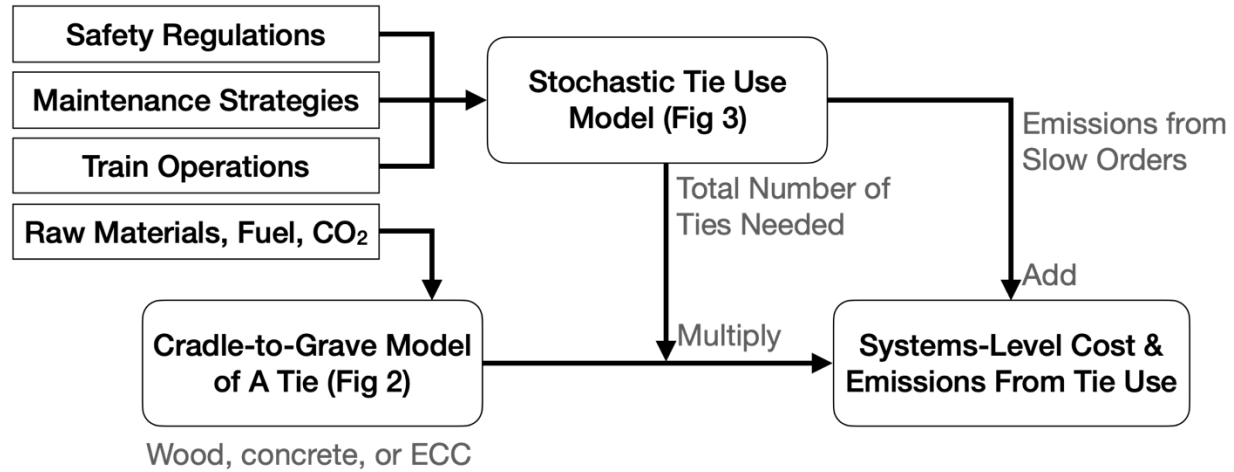 Safety Regulations
Maintenance Strategies
Train Operations
Raw Materials, Fuel, CO₂
Stochastic Tie Use
Model (Fig 3)
Emissions from
Slow Orders
Total Number of
Ties Needed
Add
Multiply
Cradle-to-Grave Model
of A Tie (Fig 2)
Systems-Level Cost &
Emissions From Tie Use
Wood, concrete, or ECC